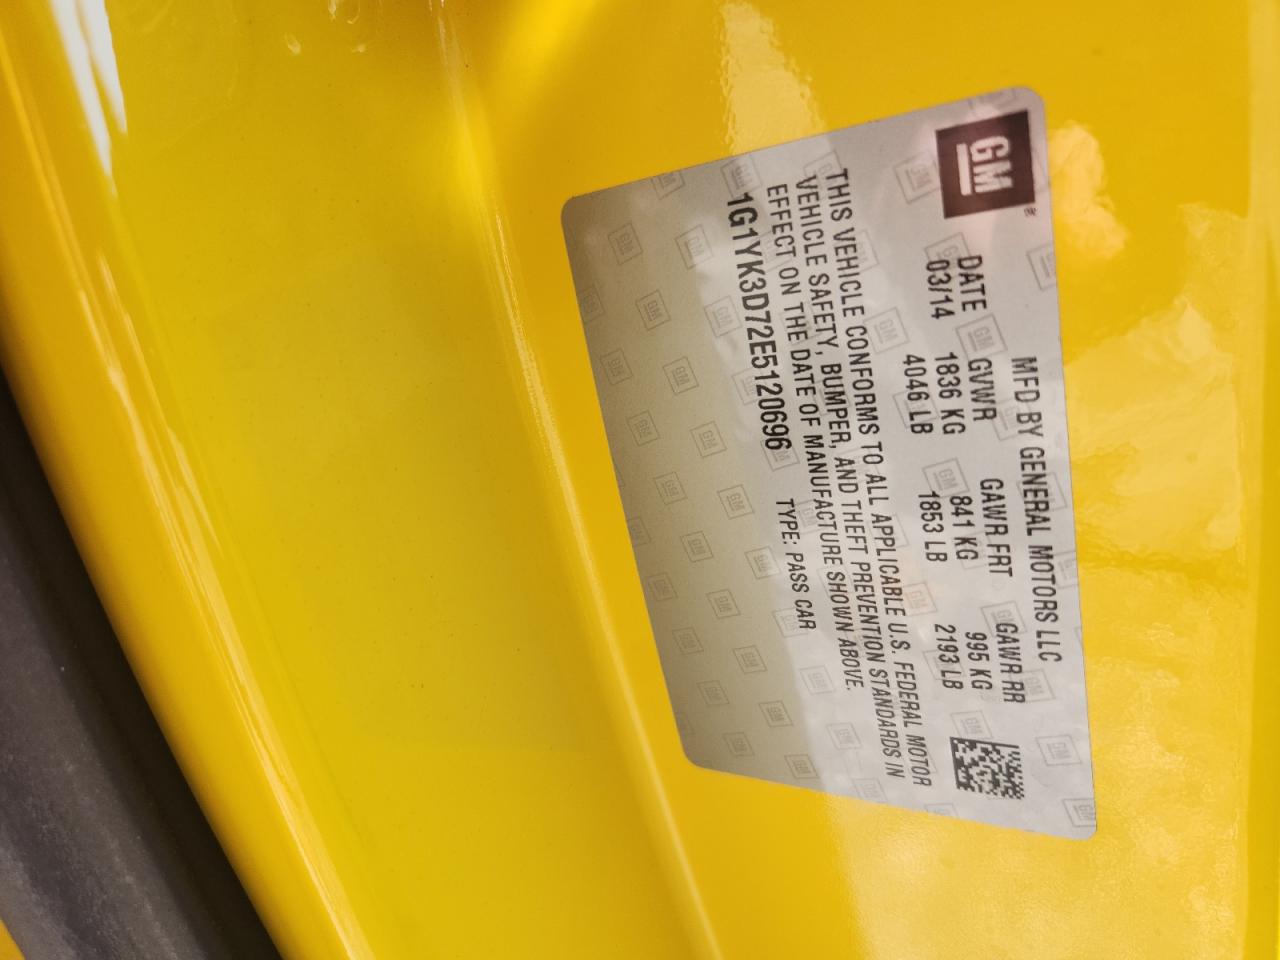 GM
MFD BY GENERAL MOTORS LLC
DATE GVWR GAWR FRT GAWR RR
03/14 1836 KG 841 KG 995 KG
4046 LB 1853 LB 2193 LB
THIS VEHICLE CONFORMS TO ALL APPLICABLE U.S. FEDERAL MOTOR
VEHICLE SAFETY, BUMPER, AND THEFT PREVENTION STANDARDS IN
EFFECT ON THE DATE OF MANUFACTURE SHOWN ABOVE.
1G1YK3D72E5120696 TYPE: PASS CAR